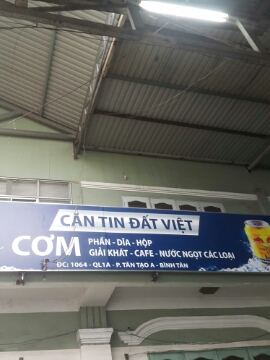 CĂN TIN ĐẤT VIỆT
CƠM PHẦN - DĨA - HỘP
GIẢI KHÁT - CAFE - NƯỚC NGỌT CÁC LOẠI
ĐC: 1064 - QL1A - P. TÂN TẠO A - BÌNH TÂN